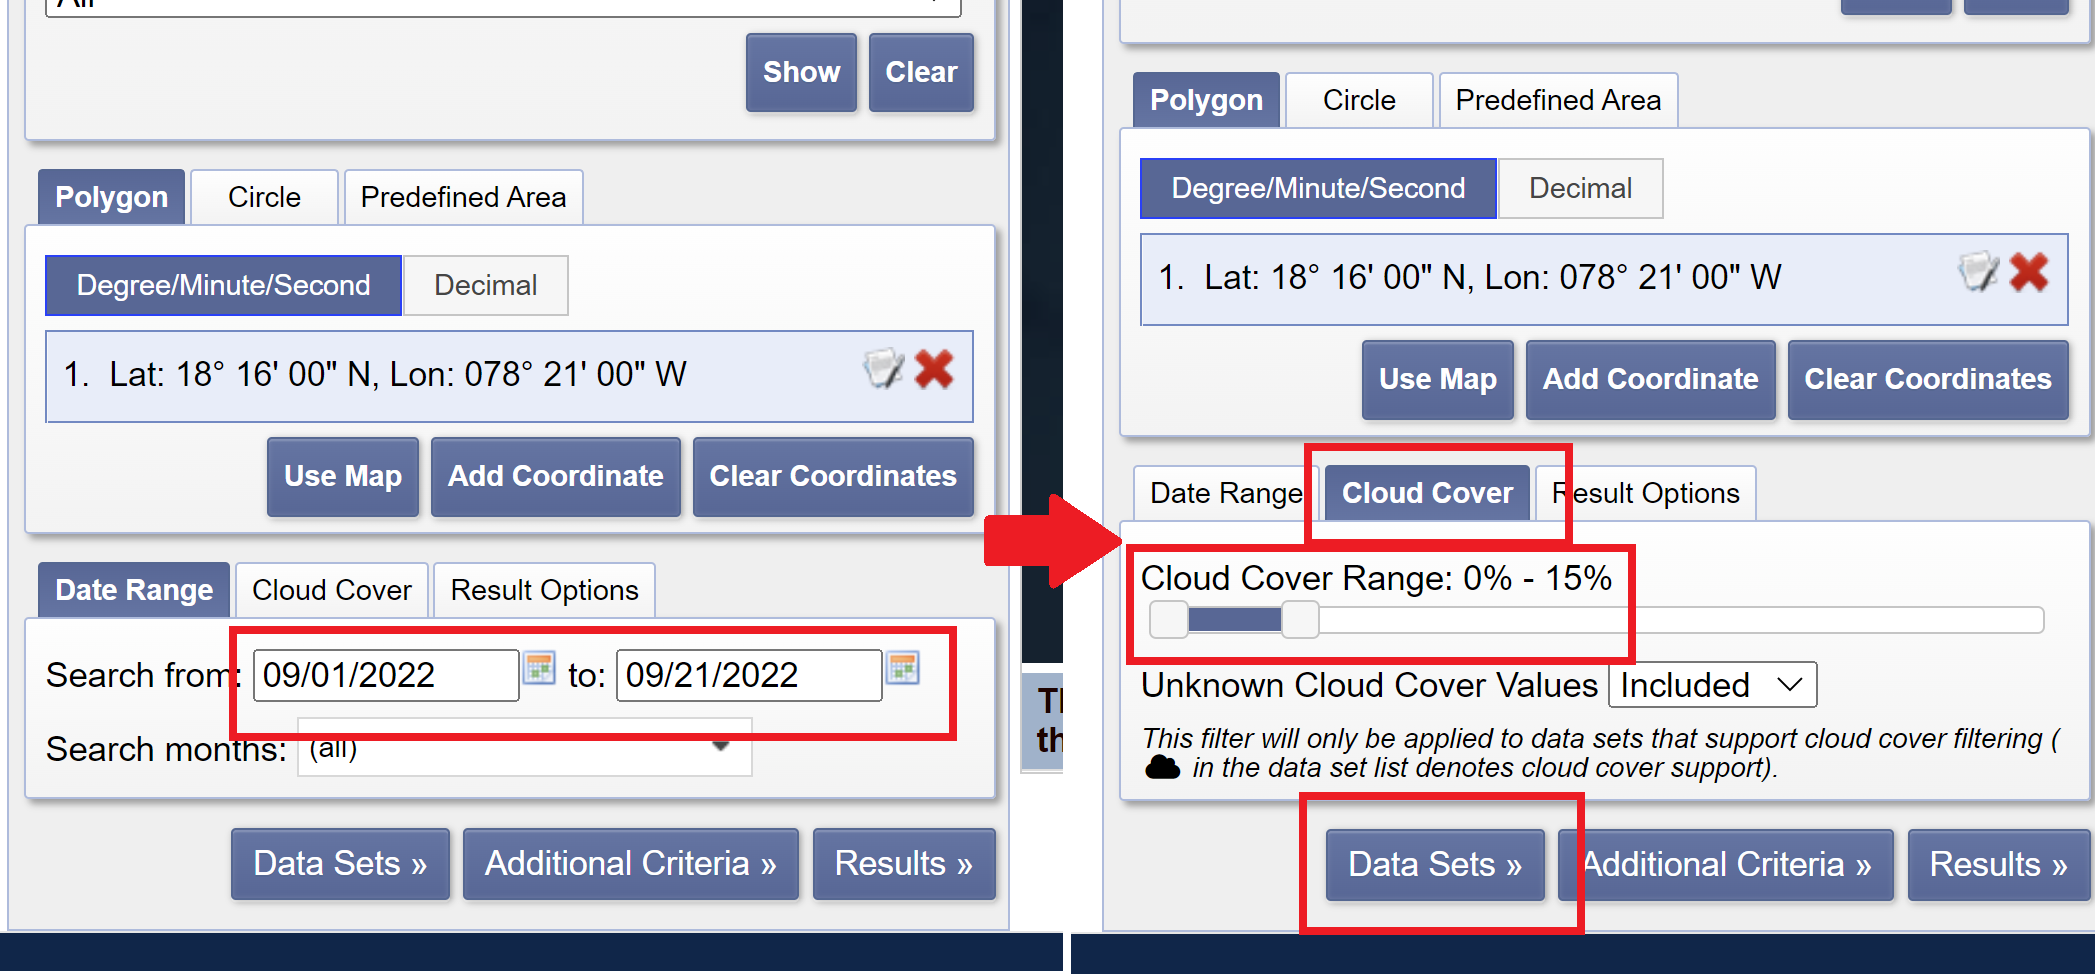 Show Clear
Polygon Circle Predefined Area
Degree/Minute/Second Decimal
1. Lat: 18° 16' 00" N, Lon: 078° 21' 00" W
Use Map Add Coordinate Clear Coordinates
Date Range Cloud Cover Result Options
Search from: 09/01/2022 to: 09/21/2022
Search months: (all)
Data Sets » Additional Criteria » Results »
Polygon Circle Predefined Area
Degree/Minute/Second Decimal
1. Lat: 18° 16' 00" N, Lon: 078° 21' 00" W
Use Map Add Coordinate Clear Coordinates
Date Range Cloud Cover Result Options
Cloud Cover Range: 0% - 15%
Unknown Cloud Cover Values Included
This filter will only be applied to data sets that support cloud cover filtering (
in the data set list denotes cloud cover support).
Data Sets » Additional Criteria » Results »